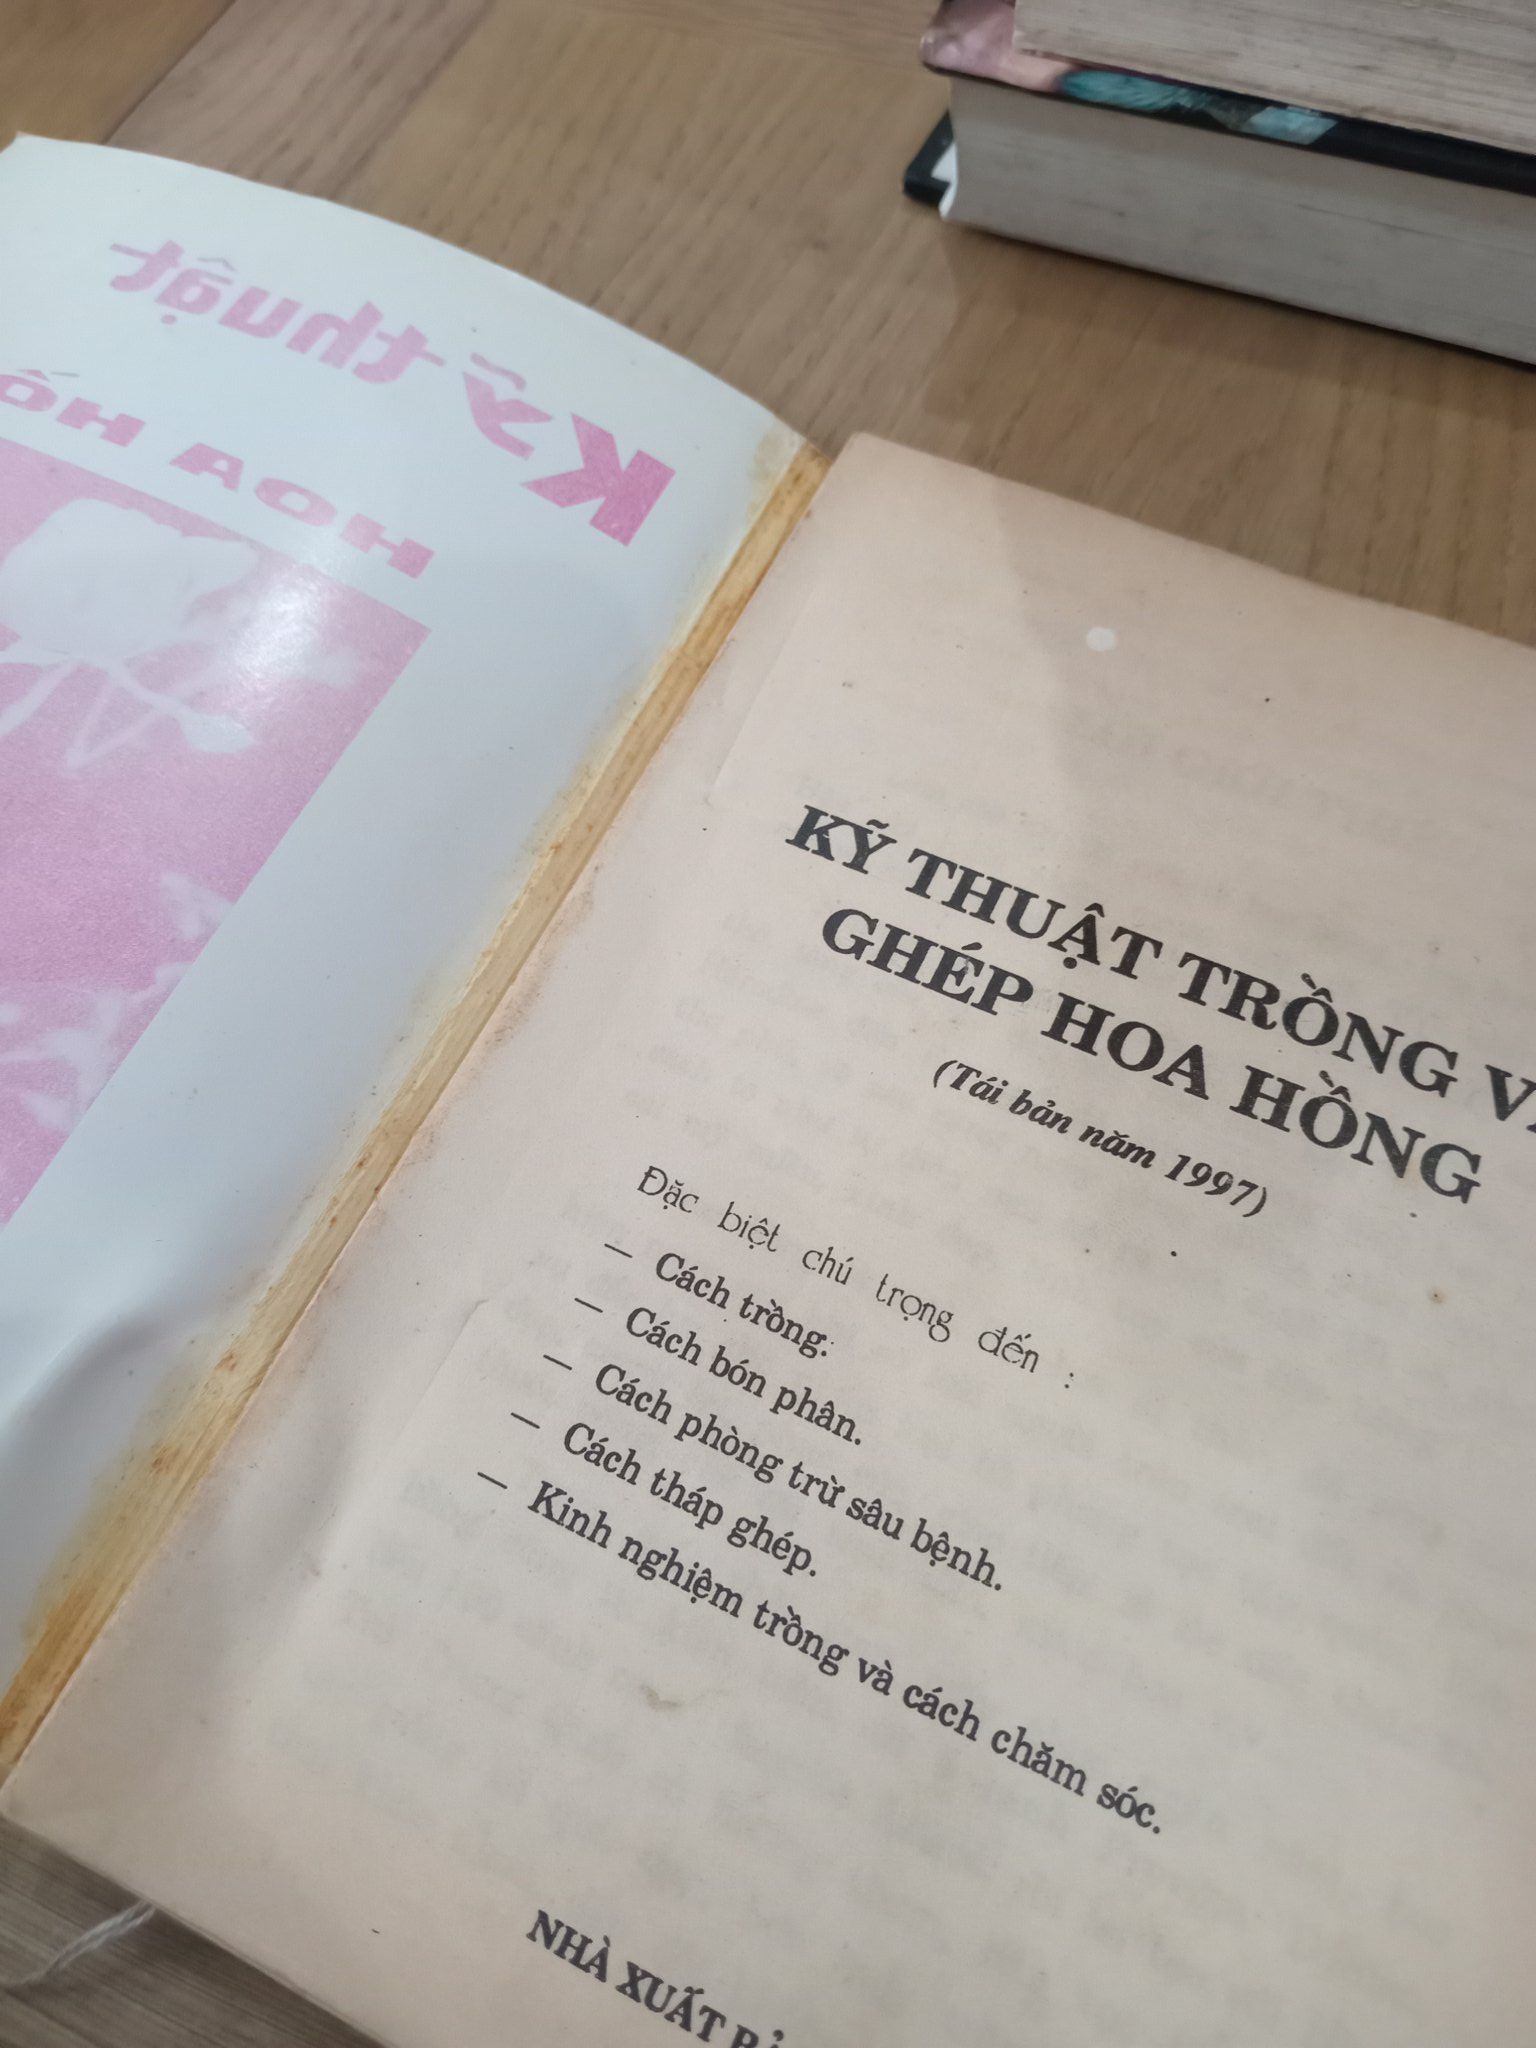 Kỹ thuật
HOA HỒ
KỸ THUẬT TRỒNG V
GHÉP HOA HỒNG
(Tái bản năm 1997)
Đặc biệt chú trọng đến :
— Cách trồng.
— Cách bón phân.
— Cách phòng trừ sâu bệnh.
— Cách tháp ghép.
— Kinh nghiệm trồng và cách chăm sóc.
NHÀ XUẤT BẢ